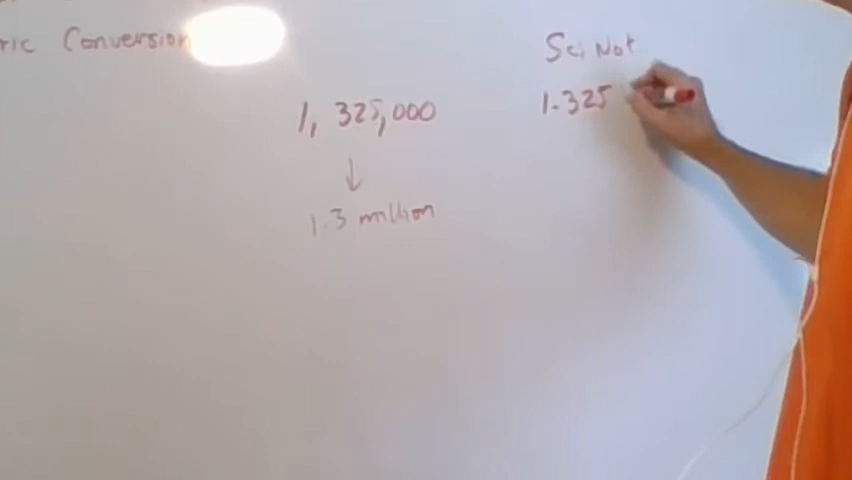 ric Conversion
Sci Not
1, 325,000
1.325
↓
1.3 million